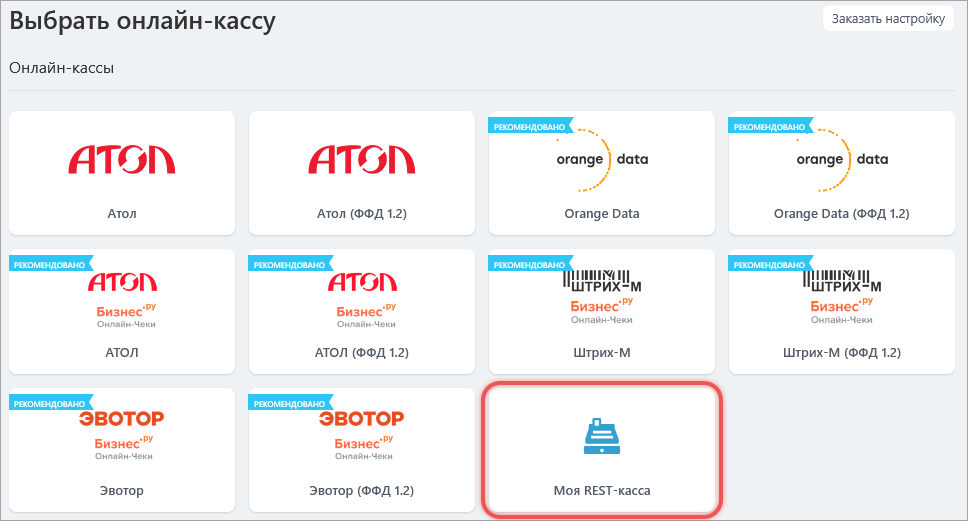 Выбрать онлайн-кассу
Заказать настройку
Онлайн-кассы
АТОЛ
Атол
АТОЛ
Атол (ФФД 1.2)
РЕКОМЕНДОВАНО
orange data
Orange Data
РЕКОМЕНДОВАНО
orange data
Orange Data (ФФД 1.2)
РЕКОМЕНДОВАНО
АТОЛ
Бизнес.ру
Онлайн-Чеки
АТОЛ
РЕКОМЕНДОВАНО
АТОЛ
Бизнес.ру
Онлайн-Чеки
АТОЛ (ФФД 1.2)
РЕКОМЕНДОВАНО
ШТРИХ-М
Бизнес.ру
Онлайн-Чеки
Штрих-М
РЕКОМЕНДОВАНО
ШТРИХ-М
Бизнес.ру
Онлайн-Чеки
Штрих-М (ФФД 1.2)
РЕКОМЕНДОВАНО
ЭВОТОР
Бизнес.ру
Онлайн-Чеки
Эвотор
РЕКОМЕНДОВАНО
ЭВОТОР
Бизнес.ру
Онлайн-Чеки
Эвотор (ФФД 1.2)
Моя REST-касса